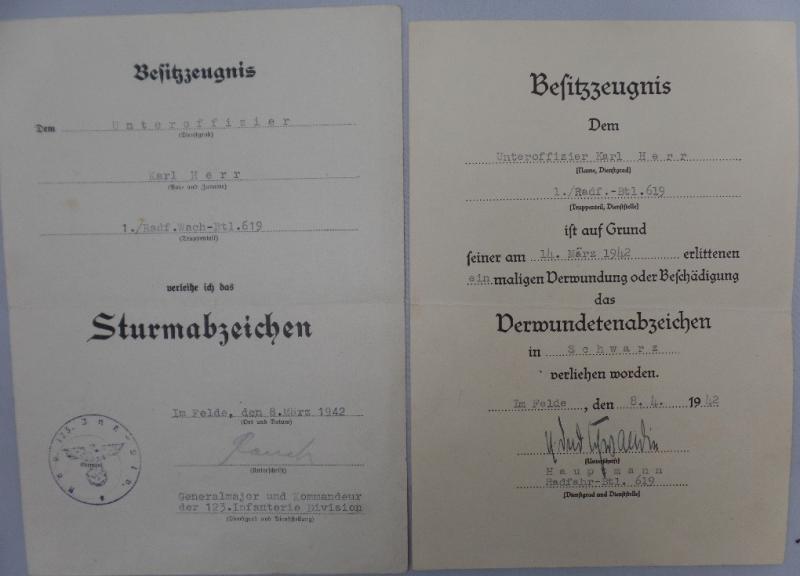 Besitzzeugnis
Dem Unteroffizier
(Dienstgrad)
Karl Herr
(Vor- und Zuname)
1./Radf.Wach-Btl.619
(Truppenteil)
verleihe ich das
Sturmabzeichen
Im Felde, den 8.März 1942
(Ort und Datum)
Rauch
(Unterschrift)
Generalmajor und Kommandeur
der 123.Infanterie Division
(Dienstgrad und Dienststellung)
Besitzzeugnis
Dem
Unteroffizier Karl Herr
(Name, Dienstgrad)
1./Radf.-Btl.619
(Truppenteil, Dienststelle)
ist auf Grund
seiner am 14. März 1942 erlittenen
einmaligen Verwundung oder Beschädigung
das
Verwundetenabzeichen
in Schwarz
verliehen worden.
Im Felde, den 8. 4. 1942
(Unterschrift)
Hauptmann
Radfahr-Btl. 619
(Dienstgrad und Dienststelle)